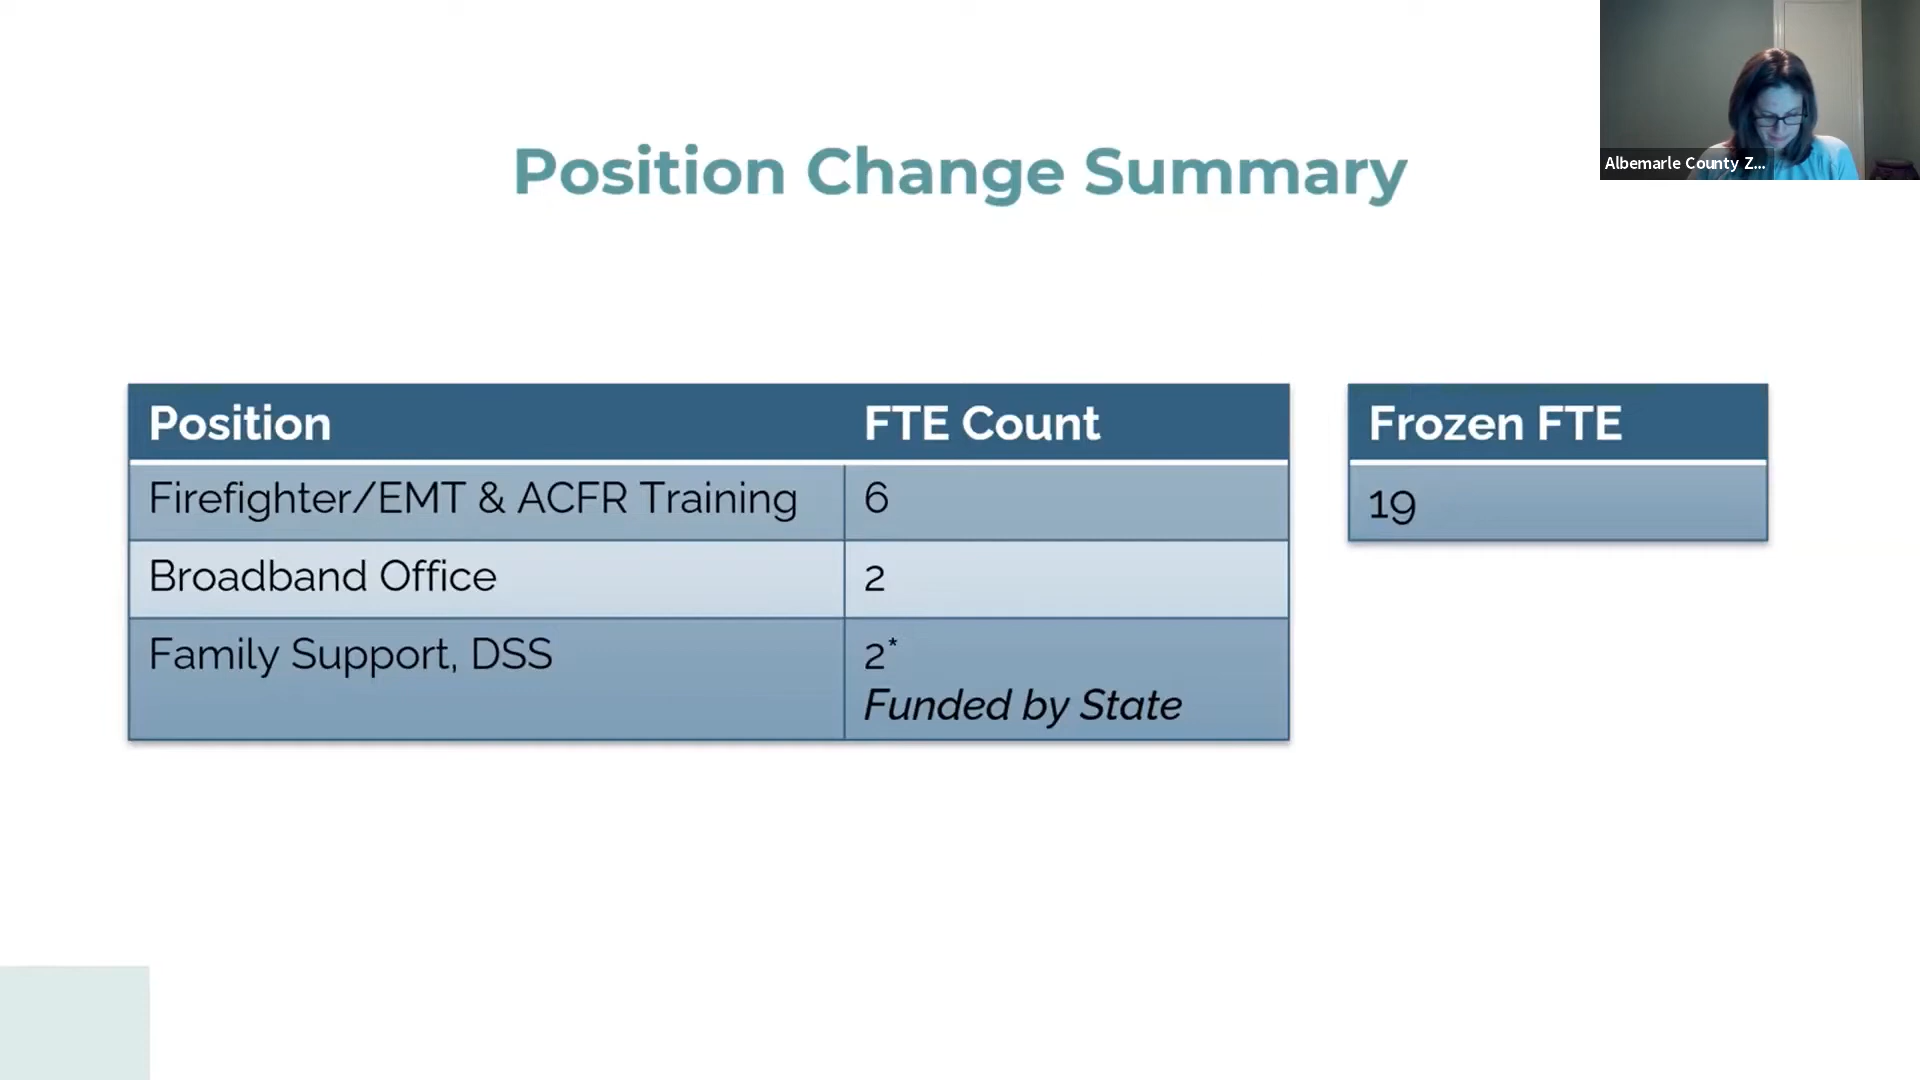 Albemarle County Z...
Position Change Summary
Position FTE Count
Firefighter/EMT & ACFR Training 6
Broadband Office 2
Family Support, DSS 2*
Funded by State
Frozen FTE
19